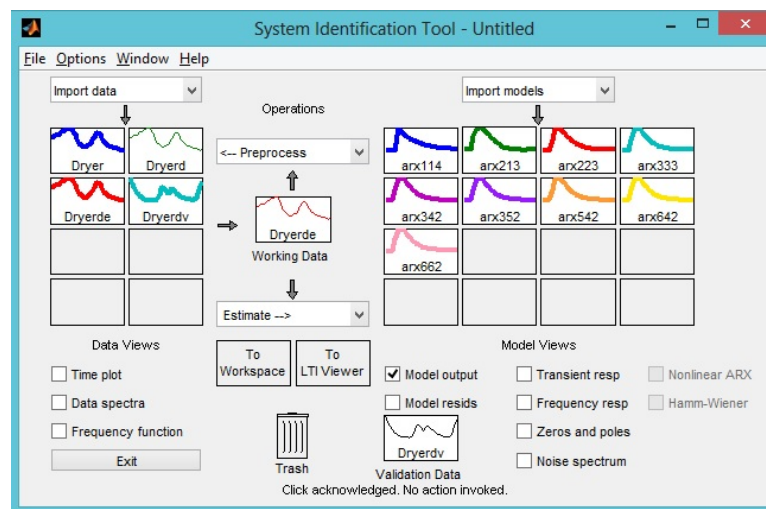 System Identification Tool - Untitled
File Options Window Help
Import data
Import models
Operations
Dryer Dryerd
arx114 arx213 arx223 arx333
<-- Preprocess
Dryerde Dryerdv
arx342 arx352 arx542 arx642
Dryerde
Working Data
arx662
Estimate -->
Data Views
Model Views
To Workspace
To LTI Viewer
Time plot
Model output
Transient resp
Nonlinear ARX
Data spectra
Model resids
Frequency resp
Hamm-Wiener
Frequency function
Zeros and poles
Exit
Trash
Dryerdv
Validation Data
Noise spectrum
Click acknowledged. No action invoked.